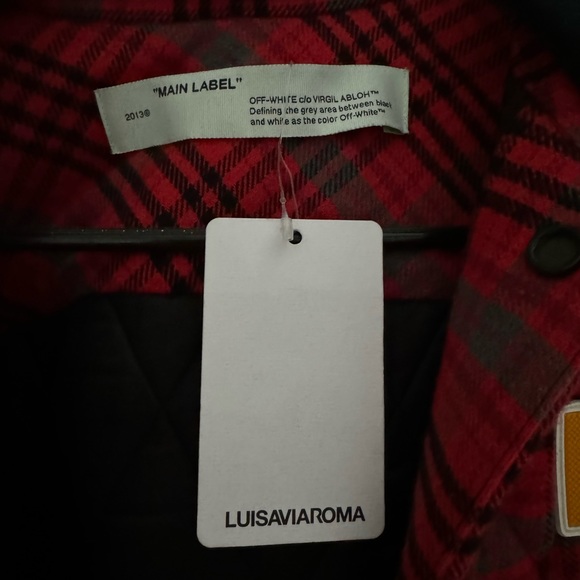 "MAIN LABEL"
2013®
OFF-WHITE c/o VIRGIL ABLOH™
Defining the grey area between black
and white as the color Off-White™
LUISAVIAROMA